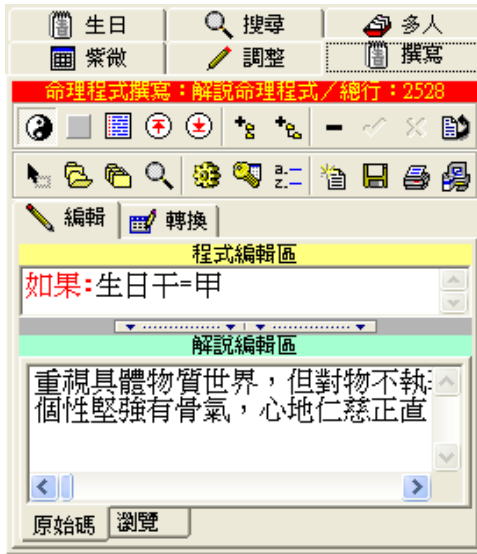 生日
搜尋
多人
紫微
調整
撰寫
命理程式撰寫：解說命理程式／總行：2528
編輯
轉換
程式編輯區
如果:生日干=甲
解說編輯區
重視具體物質世界，但對物不執
個性堅強有骨氣，心地仁慈正直
原始碼
瀏覽